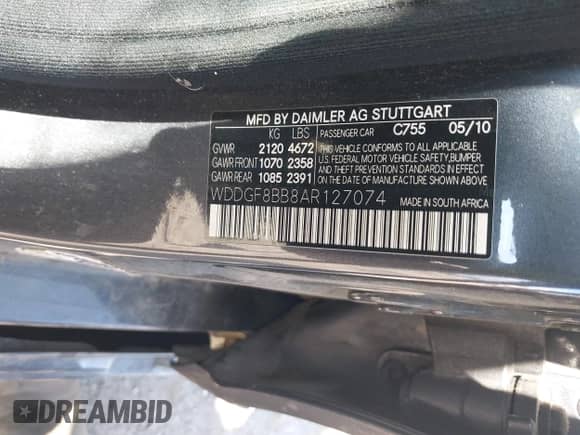 MFD BY DAIMLER AG STUTTGART
KG LBS PASSENGER CAR C755 05/10
GVWR 2120 4672 THIS VEHICLE CONFORMS TO ALL APPLICABLE
GAWR FRONT 1070 2358 U.S. FEDERAL MOTOR VEHICLE SAFETY, BUMPER
GAWR REAR 1085 2391 AND THEFT PREVENTION STANDARDS IN EFFECT
ON THE DATE OF MANUFACTURE SHOWN ABOVE.
WDDGF8BB8AR127074 MADE IN SOUTH AFRICA
DREAMBID